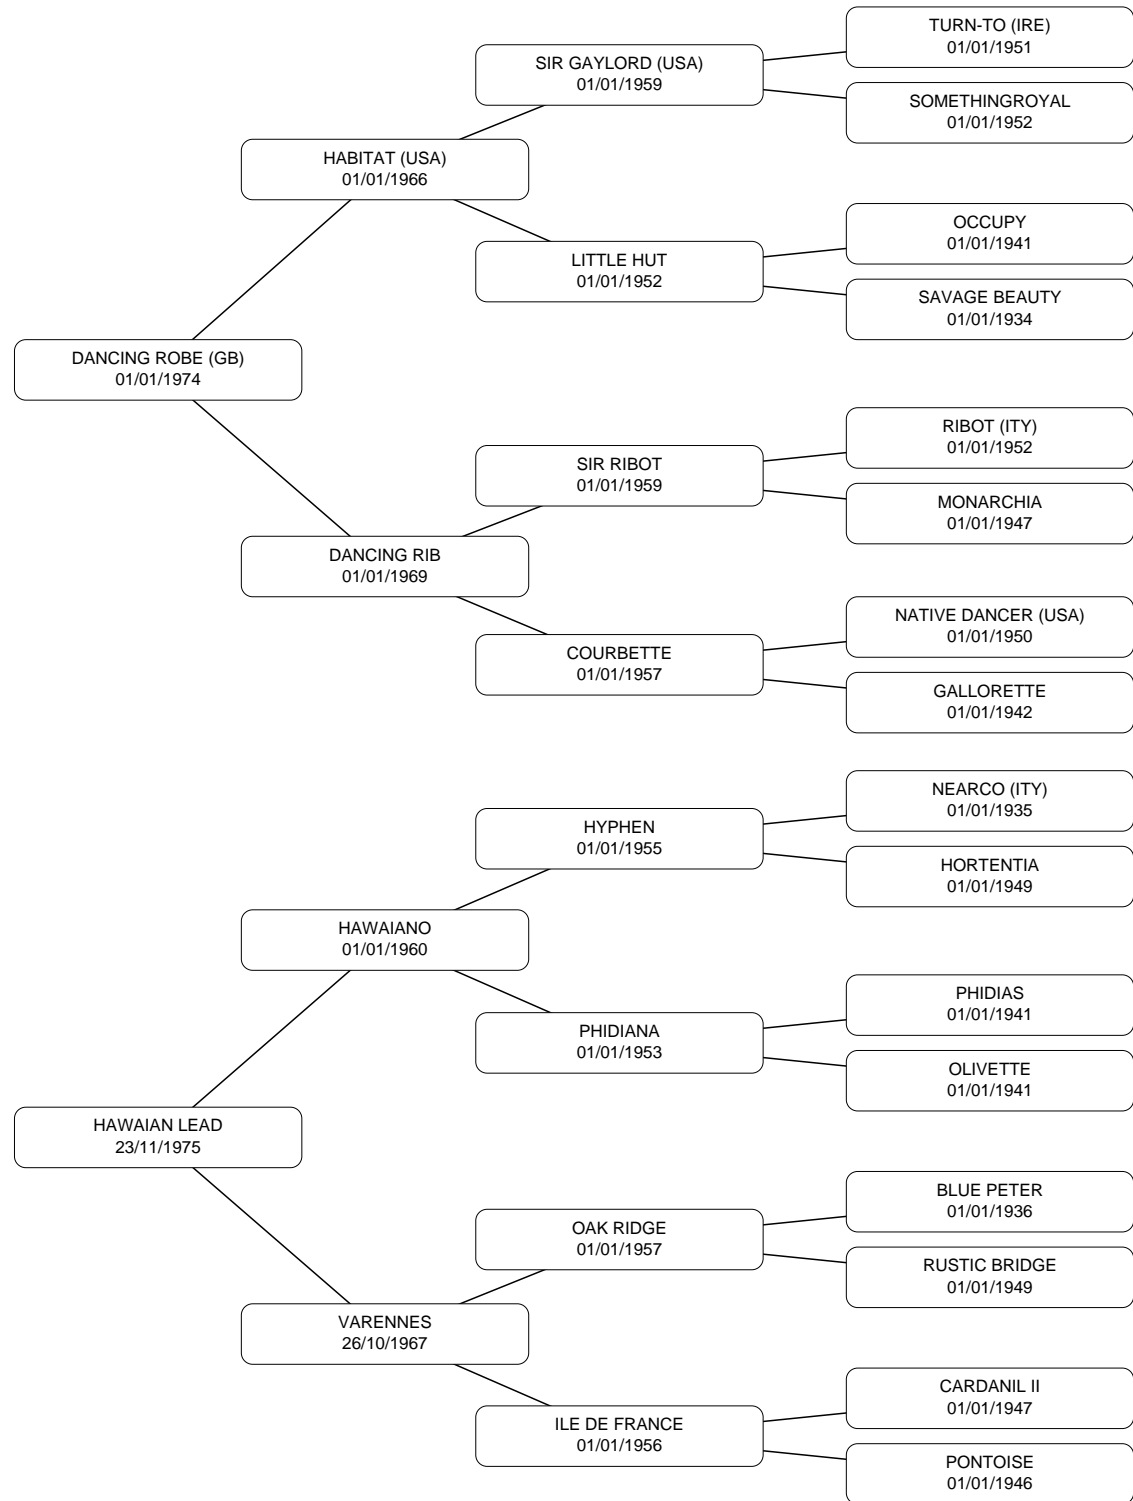 TURN-TO (IRE)
01/01/1951
SIR GAYLORD (USA)
01/01/1959
SOMETHINGROYAL
01/01/1952
HABITAT (USA)
01/01/1966
OCCUPY
01/01/1941
LITTLE HUT
01/01/1952
SAVAGE BEAUTY
01/01/1934
DANCING ROBE (GB)
01/01/1974
RIBOT (ITY)
01/01/1952
SIR RIBOT
01/01/1959
MONARCHIA
01/01/1947
DANCING RIB
01/01/1969
NATIVE DANCER (USA)
01/01/1950
COURBETTE
01/01/1957
GALLORETTE
01/01/1942
NEARCO (ITY)
01/01/1935
HYPHEN
01/01/1955
HORTENTIA
01/01/1949
HAWAIANO
01/01/1960
PHIDIAS
01/01/1941
PHIDIANA
01/01/1953
OLIVETTE
01/01/1941
HAWAIAN LEAD
23/11/1975
BLUE PETER
01/01/1936
OAK RIDGE
01/01/1957
RUSTIC BRIDGE
01/01/1949
VARENNES
26/10/1967
CARDANIL II
01/01/1947
ILE DE FRANCE
01/01/1956
PONTOISE
01/01/1946